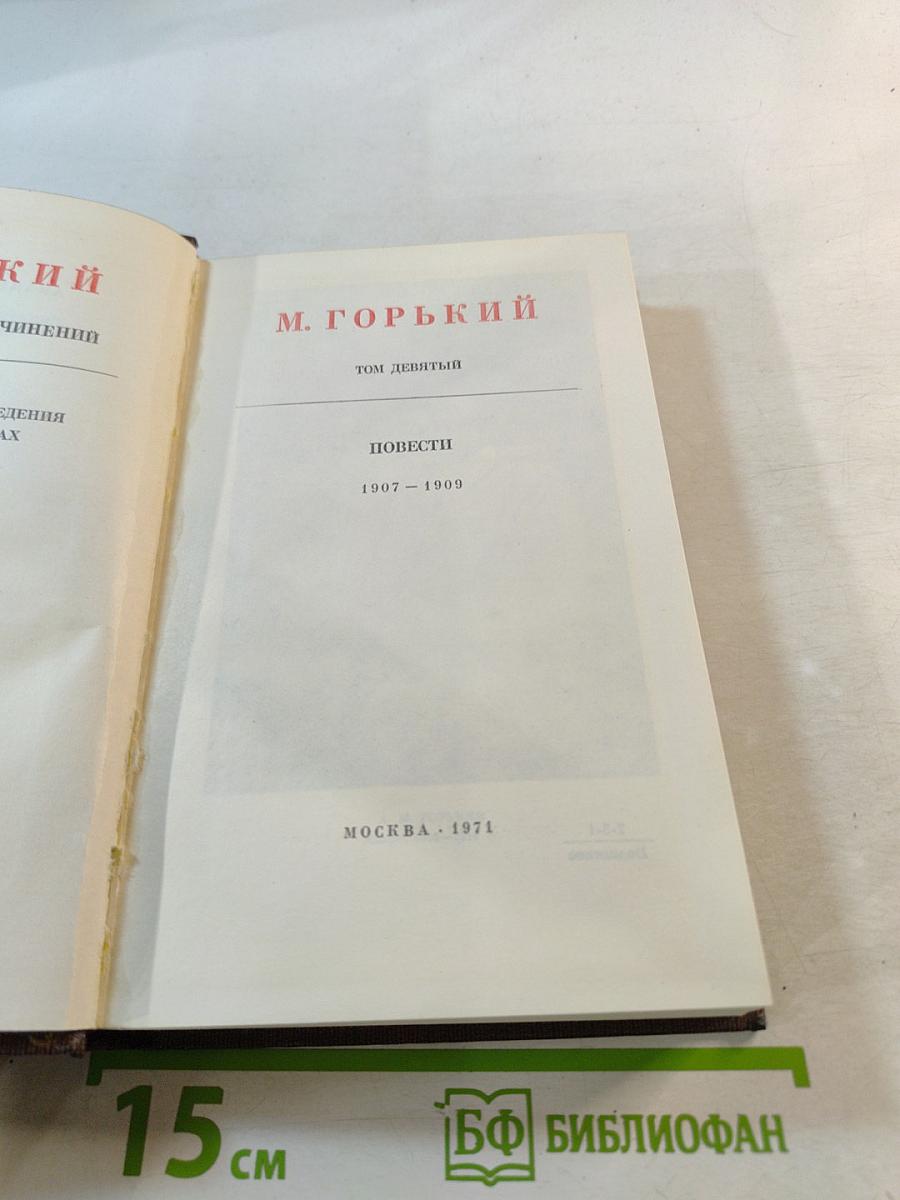 КИЙ
ЧИНЕНИЙ
ЕДЕНИЯ
АХ
М. ГОРЬКИЙ
ТОМ ДЕВЯТЫЙ
ПОВЕСТИ
1907 — 1909
МОСКВА · 1971
15 см
БФ БИБЛИОФАН